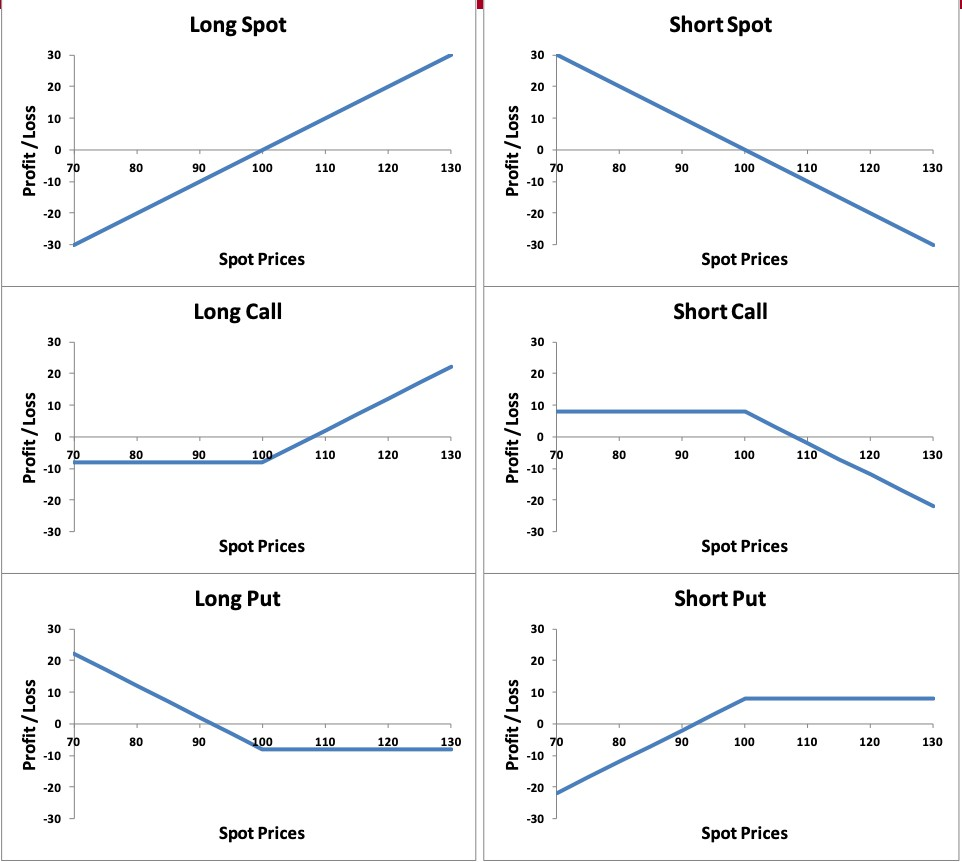 Long Spot
30
20
10
0
-10
-20
-30
70 80 90 100 110 120 130
Profit / Loss
Spot Prices
Short Spot
30
20
10
0
-10
-20
-30
70 80 90 100 110 120 130
Profit / Loss
Spot Prices
Long Call
30
20
10
0
-10
-20
-30
70 80 90 100 110 120 130
Profit / Loss
Spot Prices
Short Call
30
20
10
0
-10
-20
-30
70 80 90 100 110 120 130
Profit / Loss
Spot Prices
Long Put
30
20
10
0
-10
-20
-30
70 80 90 100 110 120 130
Profit / Loss
Spot Prices
Short Put
30
20
10
0
-10
-20
-30
70 80 90 100 110 120 130
Profit / Loss
Spot Prices